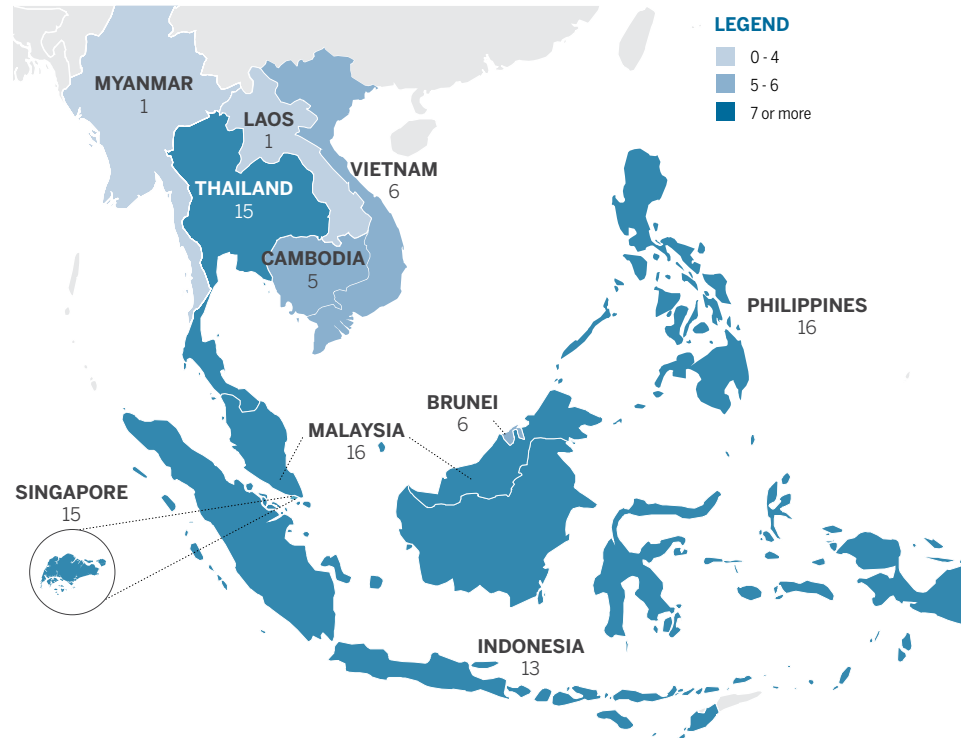 LEGEND
0 - 4
5 - 6
7 or more
MYANMAR
1
LAOS
1
VIETNAM
6
THAILAND
15
CAMBODIA
5
PHILIPPINES
16
BRUNEI
6
MALAYSIA
16
SINGAPORE
15
INDONESIA
13